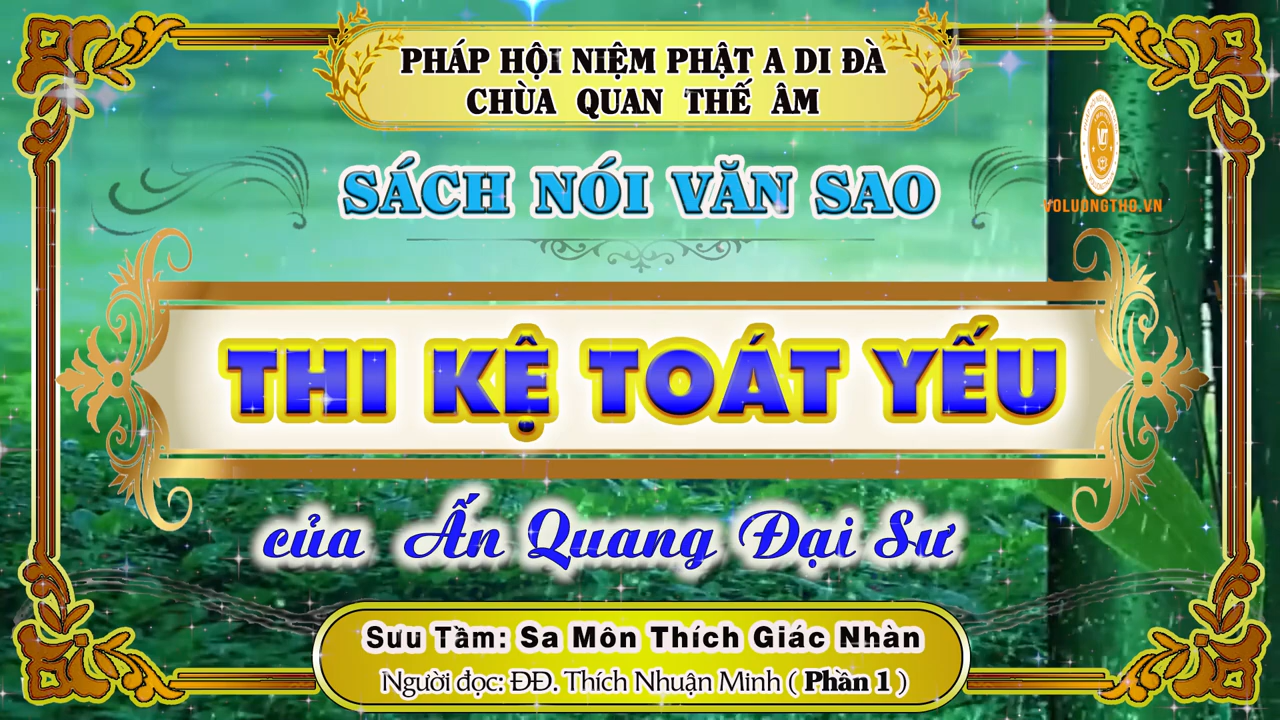 PHÁP HỘI NIỆM PHẬT A DI ĐÀ
CHÙA QUAN THẾ ÂM
SÁCH NÓI VĂN SAO
VOLUONGTHO.VN
THI KỆ TOÁT YẾU
của Ấn Quang Đại Sư
Sưu Tầm: Sa Môn Thích Giác Nhàn
Người đọc: ĐĐ. Thích Nhuận Minh ( Phần 1 )